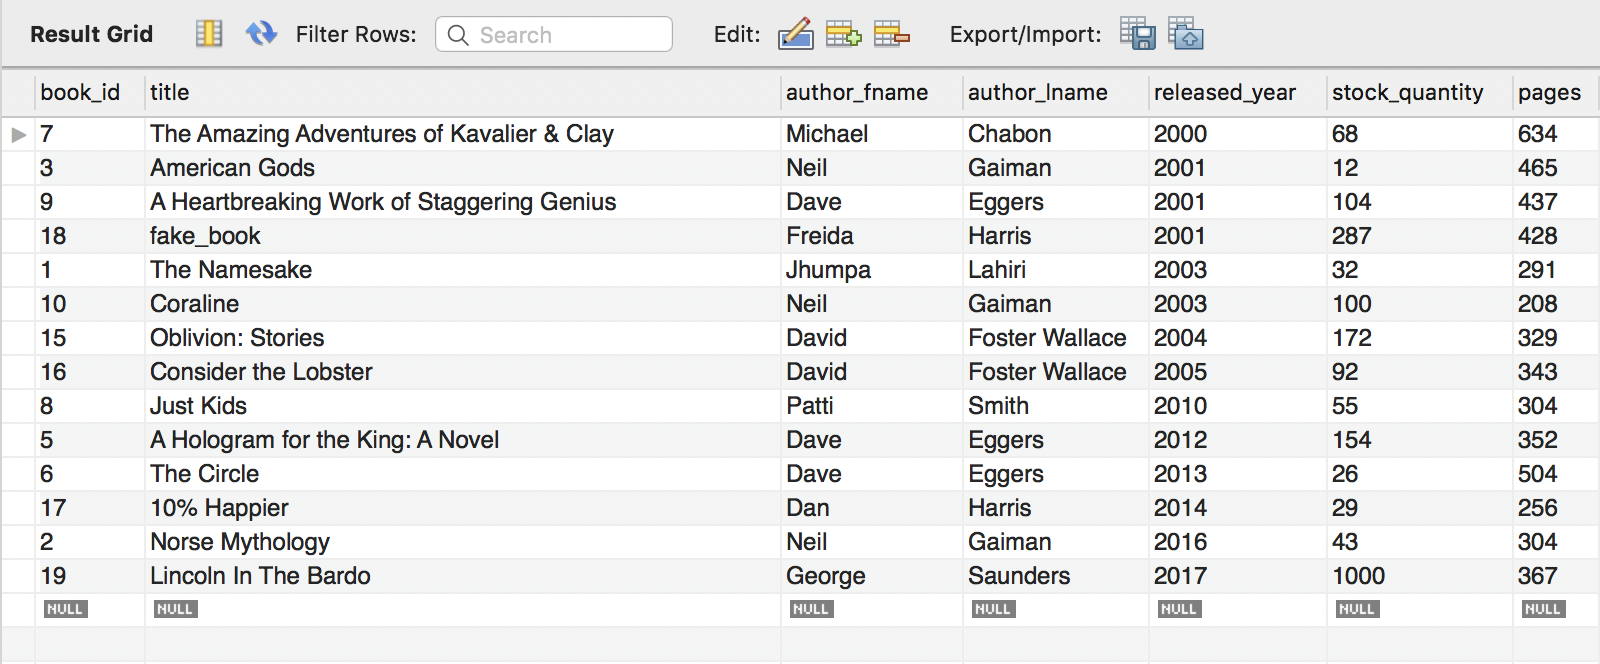 Result Grid Filter Rows: Search Edit: Export/Import:
book_id title author_fname author_lname released_year stock_quantity pages
7 The Amazing Adventures of Kavalier & Clay Michael Chabon 2000 68 634
3 American Gods Neil Gaiman 2001 12 465
9 A Heartbreaking Work of Staggering Genius Dave Eggers 2001 104 437
18 fake_book Freida Harris 2001 287 428
1 The Namesake Jhumpa Lahiri 2003 32 291
10 Coraline Neil Gaiman 2003 100 208
15 Oblivion: Stories David Foster Wallace 2004 172 329
16 Consider the Lobster David Foster Wallace 2005 92 343
8 Just Kids Patti Smith 2010 55 304
5 A Hologram for the King: A Novel Dave Eggers 2012 154 352
6 The Circle Dave Eggers 2013 26 504
17 10% Happier Dan Harris 2014 29 256
2 Norse Mythology Neil Gaiman 2016 43 304
19 Lincoln In The Bardo George Saunders 2017 1000 367
NULL NULL NULL NULL NULL NULL NULL